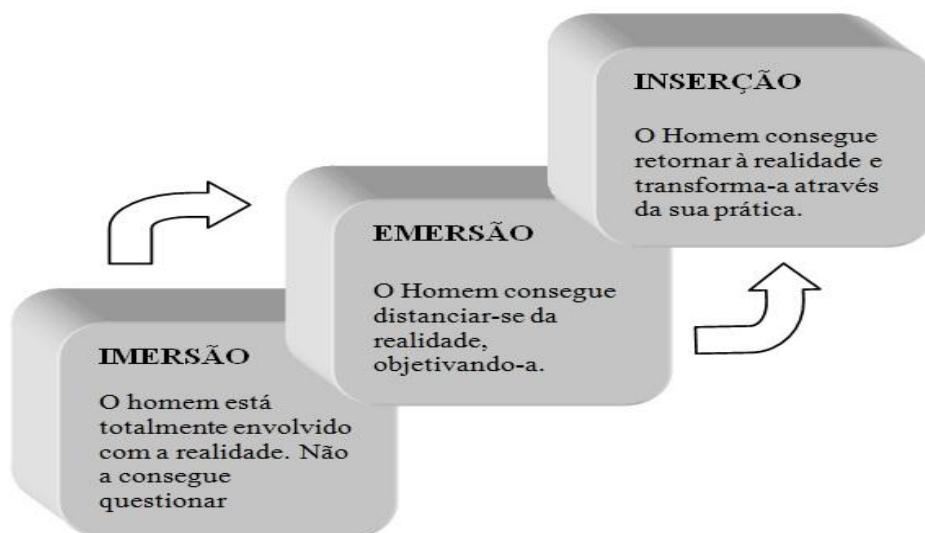 IMERSÃO
O homem está
totalmente envolvido
com a realidade. Não
a consegue
questionar
EMERSÃO
O Homem consegue
distanciar-se da
realidade,
objetivando-a.
INSERÇÃO
O Homem consegue
retornar à realidade e
transforma-a através
da sua prática.